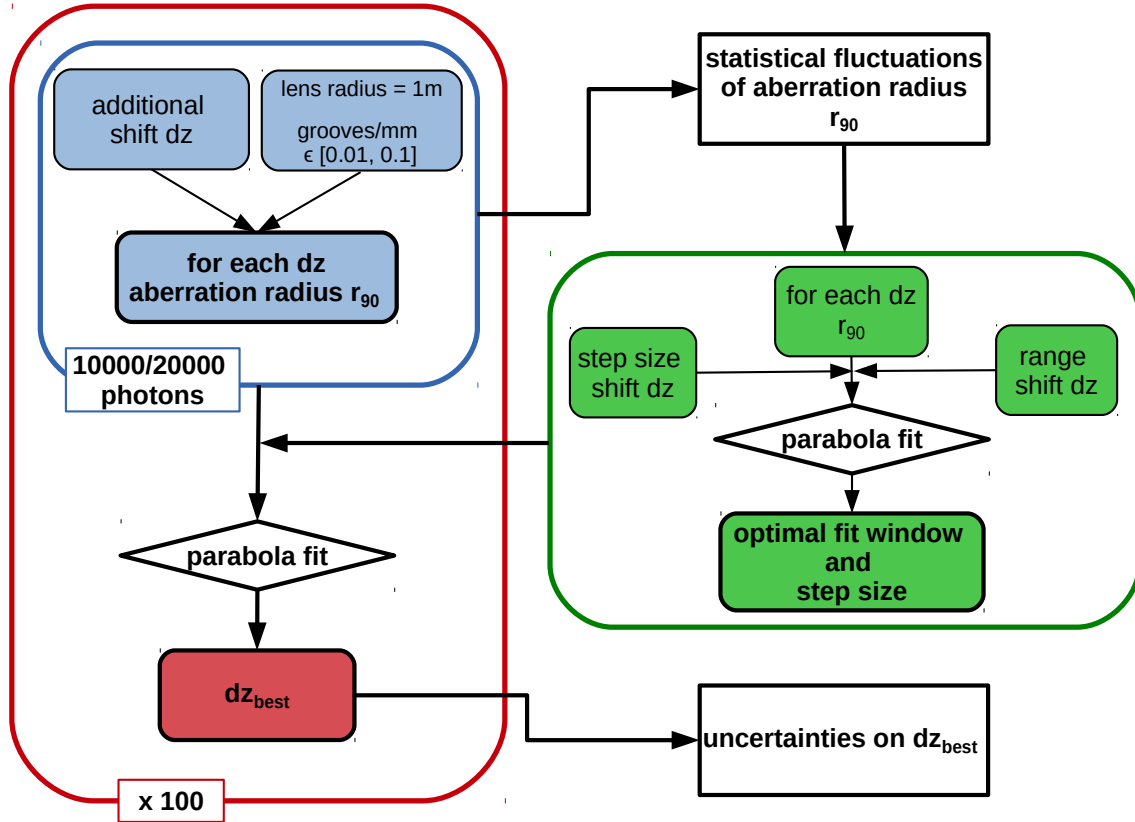 additional
shift dz
lens radius = 1m
grooves/mm
ϵ [0.01, 0.1]
for each dz
aberration radius r90
10000/20000
photons
parabola fit
dzbest
x 100
statistical fluctuations
of aberration radius
r90
for each dz
r90
step size
shift dz
range
shift dz
parabola fit
optimal fit window
and
step size
uncertainties on dzbest